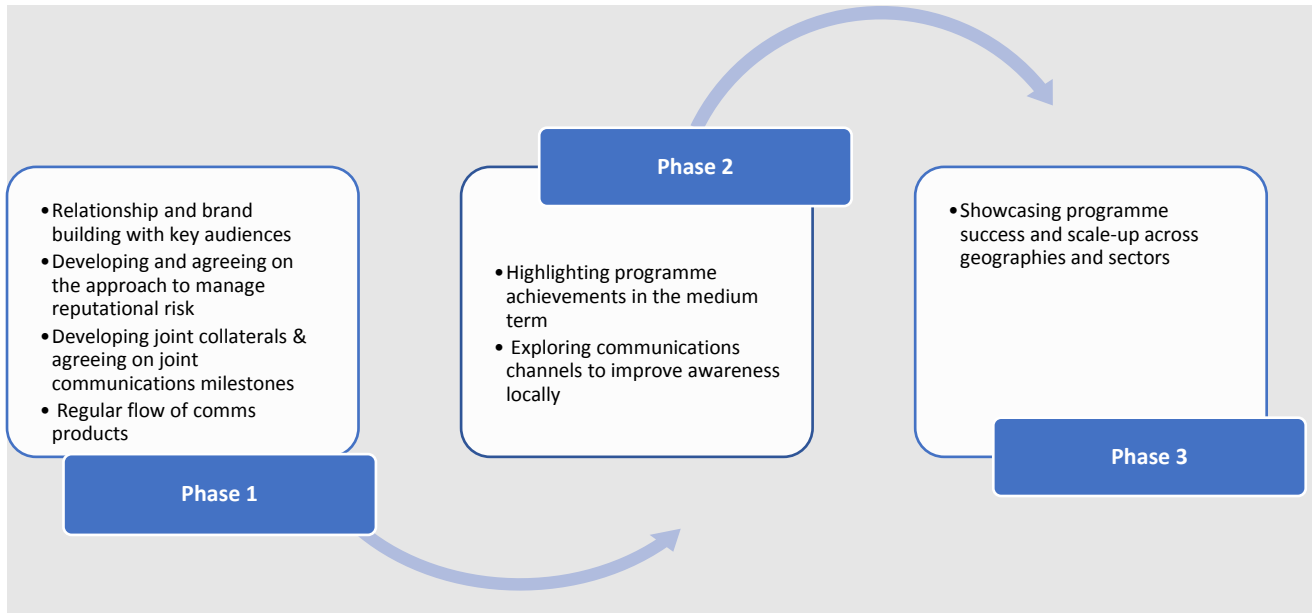 •Relationship and brand
building with key audiences
•Developing and agreeing on
the approach to manage
reputational risk
•Developing joint collaterals &
agreeing on joint
communications milestones
• Regular flow of comms
products
Phase 1
Phase 2
•Highlighting programme
achievements in the medium
term
• Exploring communications
channels to improve awareness
locally
•Showcasing programme
success and scale-up across
geographies and sectors
Phase 3